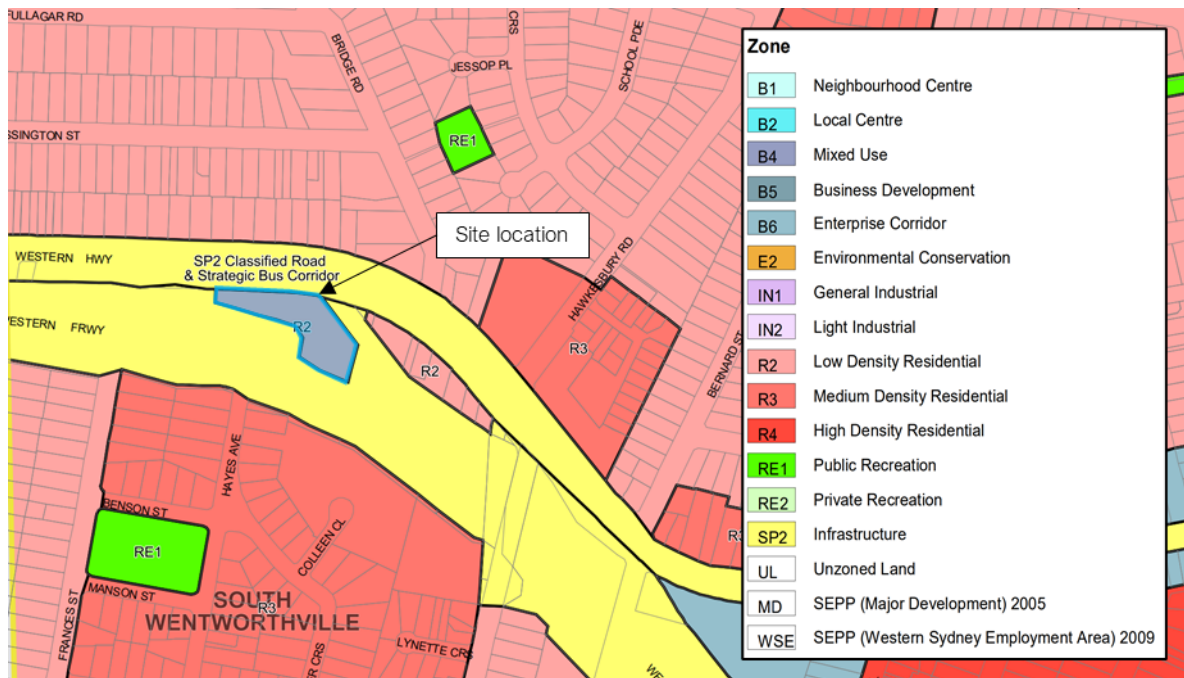 FULLAGAR RD
BRIDGE RD
CRS
JESSOP PL
SCHOOL PDE
RE1
SSINGTON ST
Site location
WESTERN HWY
SP2 Classified Road
& Strategic Bus Corridor
HAWKESBURY RD
ESTERN FRWY
R2
R3
R2
BERNARD ST
HAYES AVE
BENSON ST
RE1
COLLEEN CL
MANSON ST
FRANCES ST
SOUTH
WENTWORTHVILLE
R3
LYNETTE CRS
R CRS
WE
R3
Zone
B1 Neighbourhood Centre
B2 Local Centre
B4 Mixed Use
B5 Business Development
B6 Enterprise Corridor
E2 Environmental Conservation
IN1 General Industrial
IN2 Light Industrial
R2 Low Density Residential
R3 Medium Density Residential
R4 High Density Residential
RE1 Public Recreation
RE2 Private Recreation
SP2 Infrastructure
UL Unzoned Land
MD SEPP (Major Development) 2005
WSE SEPP (Western Sydney Employment Area) 2009